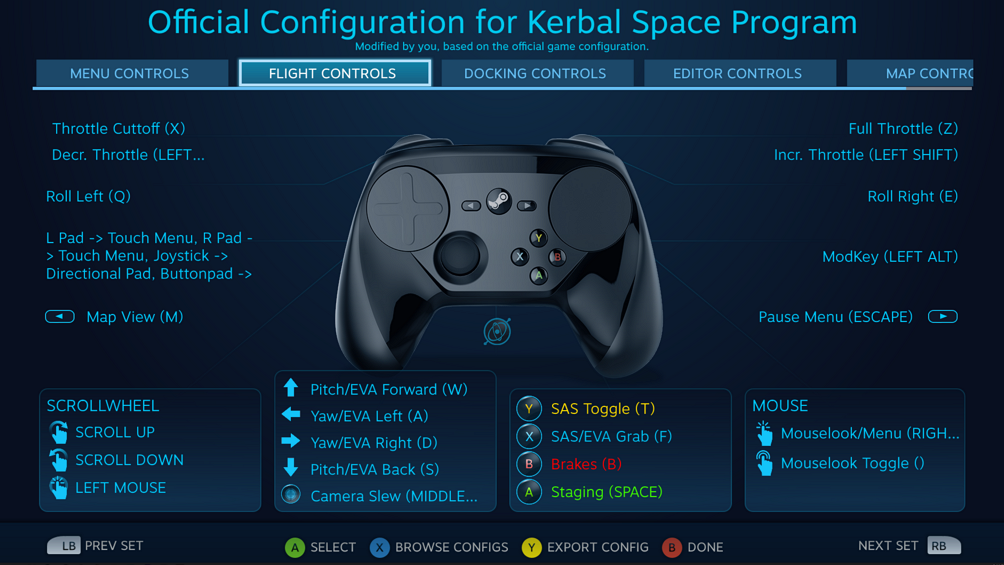 Official Configuration for Kerbal Space Program
Modified by you, based on the official game configuration.
MENU CONTROLS
FLIGHT CONTROLS
DOCKING CONTROLS
EDITOR CONTROLS
MAP CONTRO
Throttle Cuttoff (X)
Full Throttle (Z)
Decr. Throttle (LEFT...
Incr. Throttle (LEFT SHIFT)
Roll Left (Q)
Roll Right (E)
L Pad -> Touch Menu, R Pad -
> Touch Menu, Joystick ->
Directional Pad, Buttonpad ->
ModKey (LEFT ALT)
Map View (M)
Pause Menu (ESCAPE)
Y
X
B
A
SCROLLWHEEL
SCROLL UP
SCROLL DOWN
LEFT MOUSE
Pitch/EVA Forward (W)
Yaw/EVA Left (A)
Yaw/EVA Right (D)
Pitch/EVA Back (S)
Camera Slew (MIDDLE...
Y SAS Toggle (T)
X SAS/EVA Grab (F)
B Brakes (B)
A Staging (SPACE)
MOUSE
Mouselook/Menu (RIGH...
Mouselook Toggle ()
LB PREV SET
A SELECT
X BROWSE CONFIGS
Y EXPORT CONFIG
B DONE
NEXT SET RB